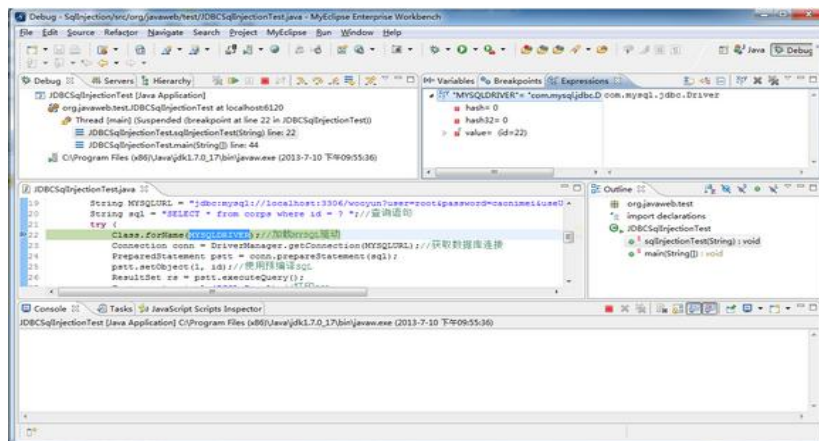 Debug - SqlInjection/src/org/javaweb/test/JDBCSqlInjectionTest.java - MyEclipse Enterprise Workbench
File Edit Source Refactor Navigate Search Project MyEclipse Run Window Help
Java Debug
Debug Servers Hierarchy
JDBCSqlInjectionTest [Java Application]
org.javaweb.test.JDBCSqlInjectionTest at localhost:6120
Thread [main] (Suspended (breakpoint at line 22 in JDBCSqlInjectionTest))
JDBCSqlInjectionTest.sqlInjectionTest(String) line: 22
JDBCSqlInjectionTest.main(String[]) line: 44
C:\Program Files (x86)\Java\jdk1.7.0_17\bin\javaw.exe (2013-7-10 下午09:55:36)
Variables Breakpoints Expressions
"MYSQLDRIVER"= "com.mysql.jdbc.D
com.mysql.jdbc.Driver
hash= 0
hash32= 0
value= (id=22)
JDBCSqlInjectionTest.java
19 String MYSQLURL = "jdbc:mysql://localhost:3306/wooyun?user=root&password=caonimei&useU
20 String sql = "SELECT * from corps where id = ? ";//查询语句
21 try {
22 Class.forName(MYSQLDRIVER);//加载MYSQL驱动
23 Connection conn = DriverManager.getConnection(MYSQLURL);//获取数据库连接
24 PreparedStatement pstt = conn.prepareStatement(sql);
25 pstt.setObject(1, id);//使用预编译SQL
26 ResultSet rs = pstt.executeQuery();
Outline
org.javaweb.test
import declarations
JDBCSqlInjectionTest
sqlInjectionTest(String) : void
main(String[]) : void
Console Tasks JavaScript Scripts Inspector
JDBCSqlInjectionTest [Java Application] C:\Program Files (x86)\Java\jdk1.7.0_17\bin\javaw.exe (2013-7-10 下午09:55:36)